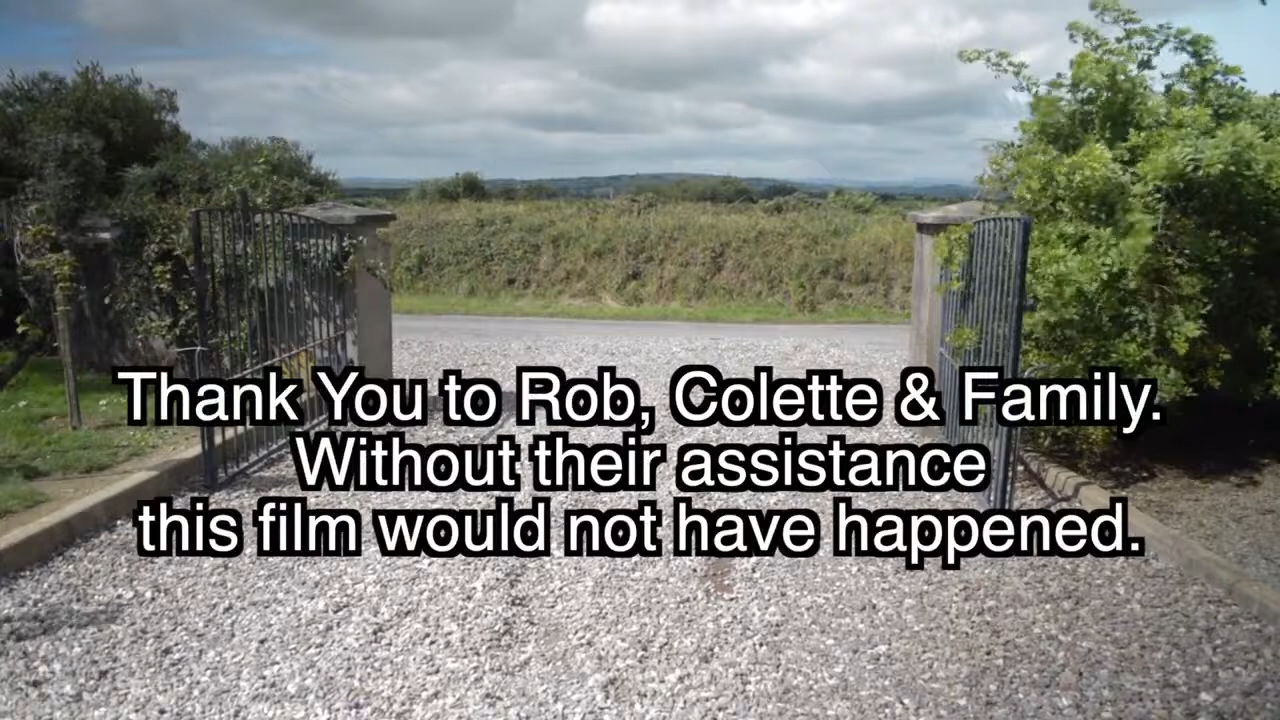 Thank You to Rob, Colette & Family.
Without their assistance
this film would not have happened.